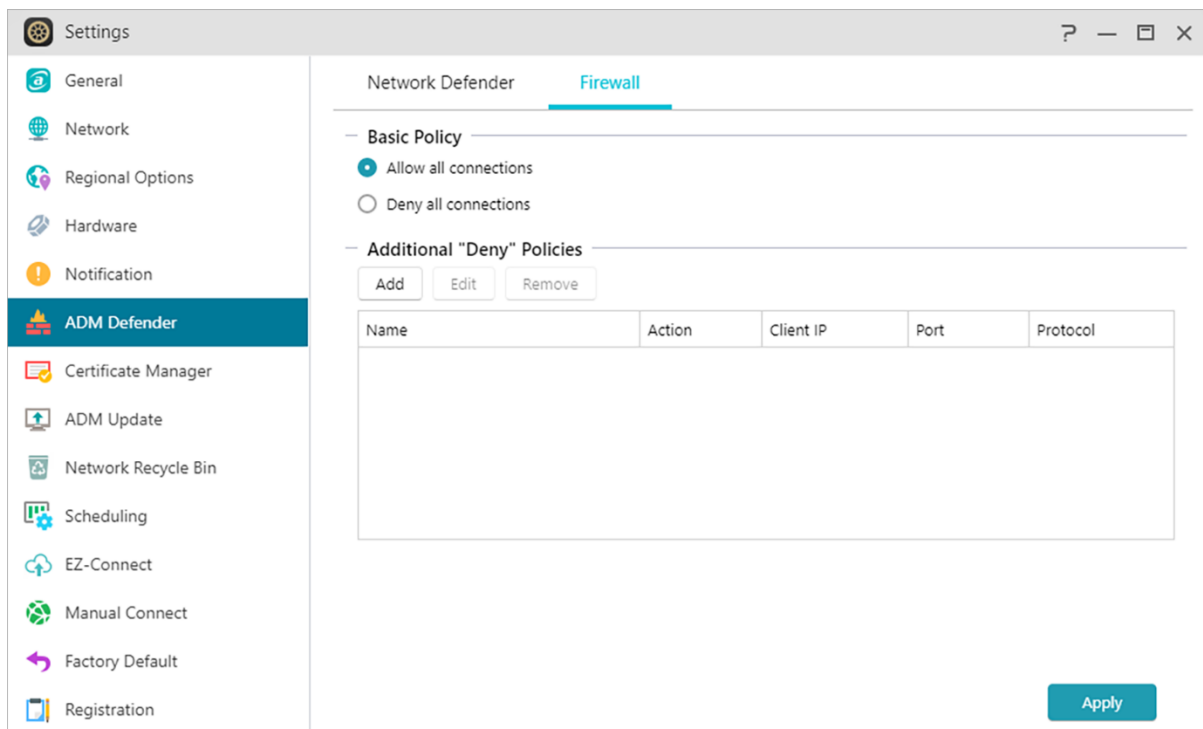 Settings
General
Network
Regional Options
Hardware
Notification
ADM Defender
Certificate Manager
ADM Update
Network Recycle Bin
Scheduling
EZ-Connect
Manual Connect
Factory Default
Registration
Network Defender Firewall
Basic Policy
Allow all connections
Deny all connections
Additional "Deny" Policies
Add Edit Remove
Name Action Client IP Port Protocol
Apply